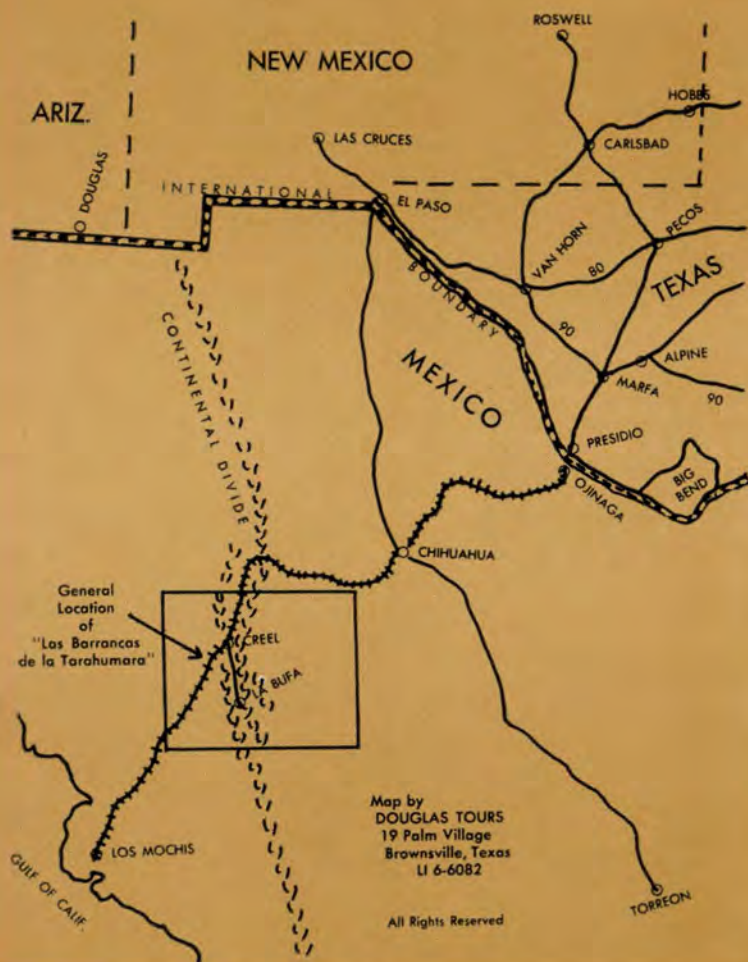 ROSWELL
NEW MEXICO
HOBBS
ARIZ.
LAS CRUCES
CARLSBAD
DOUGLAS
INTERNATIONAL
EL PASO
PECOS
VAN HORN
80
TEXAS
BOUNDARY
CONTINENTAL DIVIDE
90
MEXICO
ALPINE
MARFA
90
PRESIDIO
BIG
BEND
OJINAGA
CHIHUAHUA
General
Location
of
"Las Barrancas
de la Tarahumara"
CREEL
LA BUFA
Map by
DOUGLAS TOURS
19 Palm Village
Brownsville, Texas
LI 6-6082
LOS MOCHIS
GULF OF CALIF.
TORREON
All Rights Reserved